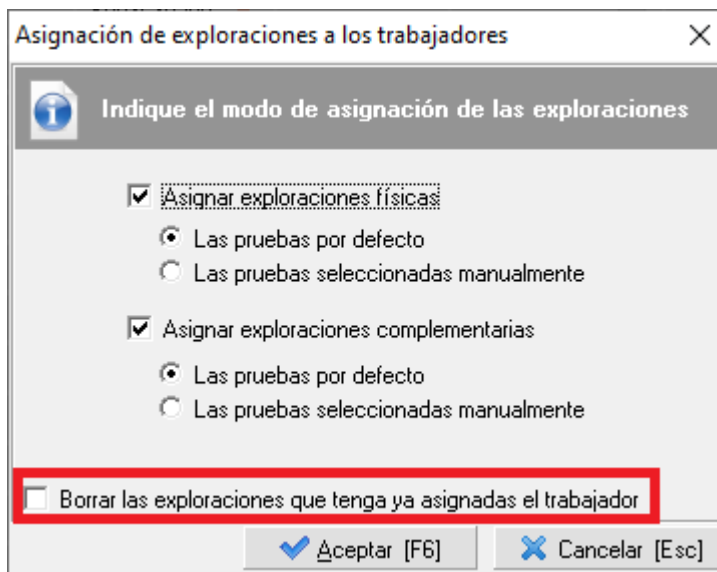 Asignación de exploraciones a los trabajadores
Indique el modo de asignación de las exploraciones
Asignar exploraciones físicas
Las pruebas por defecto
Las pruebas seleccionadas manualmente
Asignar exploraciones complementarias
Las pruebas por defecto
Las pruebas seleccionadas manualmente
Borrar las exploraciones que tenga ya asignadas el trabajador
Aceptar [F6] Cancelar [Esc]